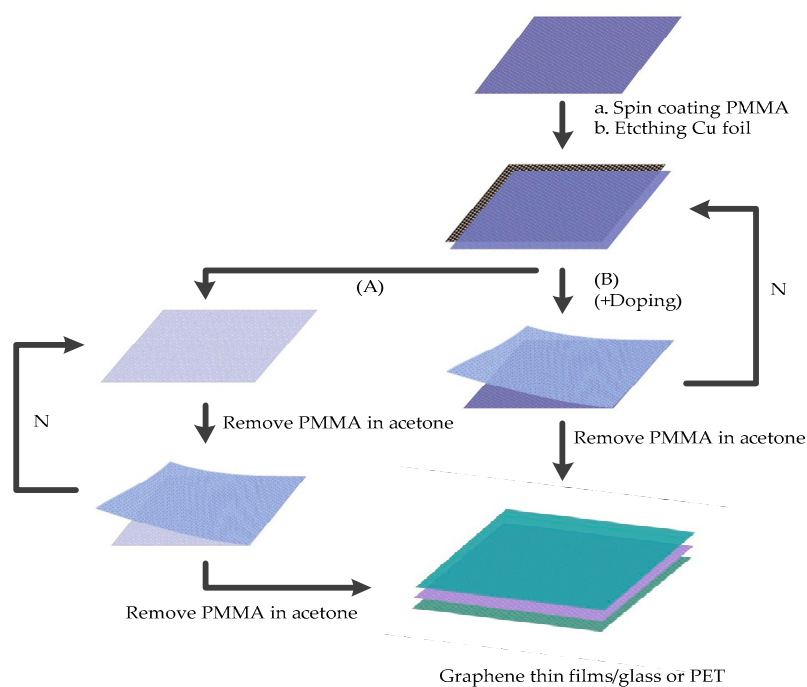 a. Spin coating PMMA
b. Etcthing Cu foil
(A)
(B)
(+Doping)
N
N
Remove PMMA in acetone
Remove PMMA in acetone
Remove PMMA in acetone
Graphene thin films/glass or PET